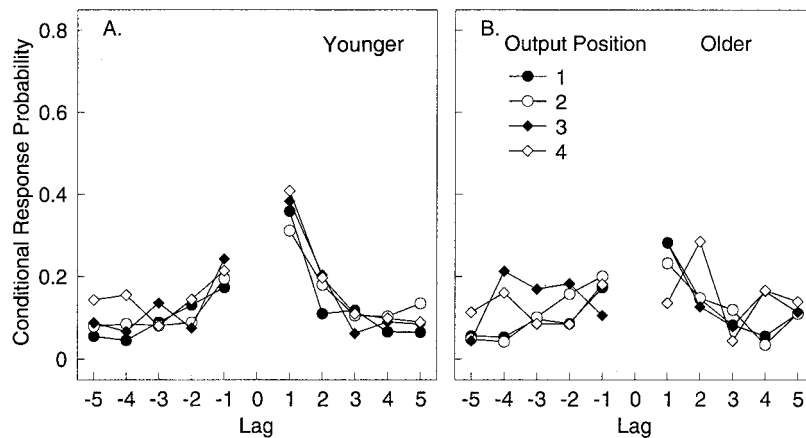 A. Younger
B. Output Position Older
1
2
3
4
Conditional Response Probability
0.8
0.6
0.4
0.2
0
-5 -4 -3 -2 -1 0 1 2 3 4 5
-5 -4 -3 -2 -1 0 1 2 3 4 5
Lag
Lag